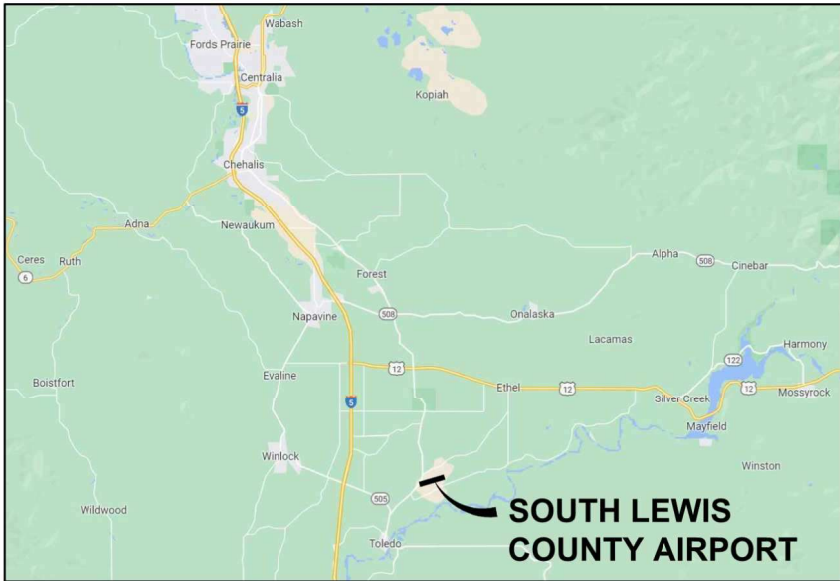 Wabash
Fords Prairie
Centralia
Kopiah
5
Chehalis
Adna
Newaukum
Ceres
Ruth
6
Alpha
508
Cinebar
Forest
Napavine
508
Onalaska
Lacamas
Harmony
122
12
Evaline
Boistfort
Ethel
12
12
Mossyrock
Silver Creek
5
Mayfield
Winlock
Winston
505
Wildwood
SOUTH LEWIS
COUNTY AIRPORT
Toledo